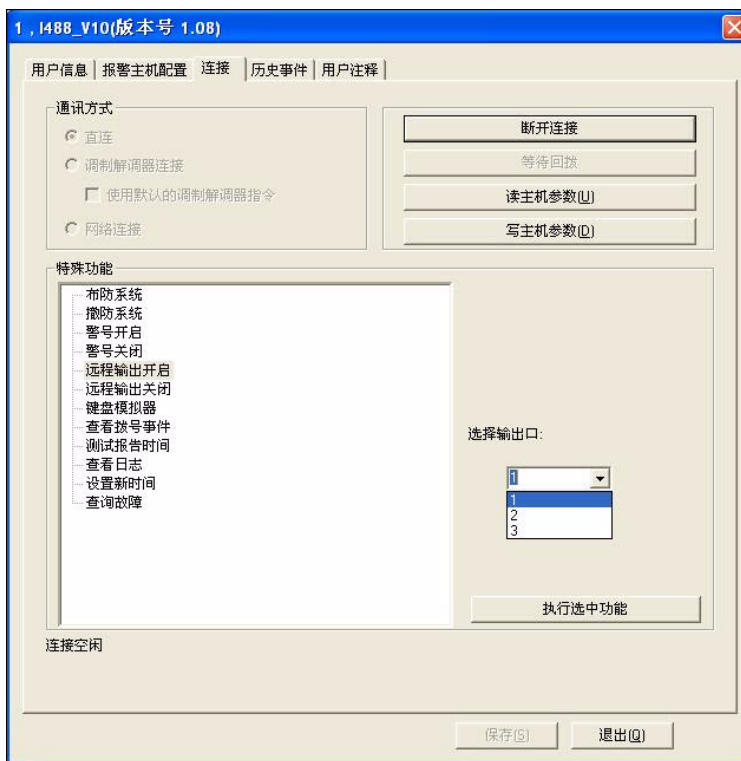 1 , I488_V10(版本号 1.08)
用户信息 报警主机配置 连接 历史事件 用户注释
通讯方式
直连
调制解调器连接
使用默认的调制解调器指令
网络连接
断开连接
等待回拨
读主机参数(U)
写主机参数(D)
特殊功能
布防系统
撤防系统
警号开启
警号关闭
远程输出开启
远程输出关闭
键盘模拟器
查看拨号事件
测试报告时间
查看日志
设置新时间
查询故障
选择输出口:
1
1
2
3
执行选中功能
连接空闲
保存(S) 退出(Q)